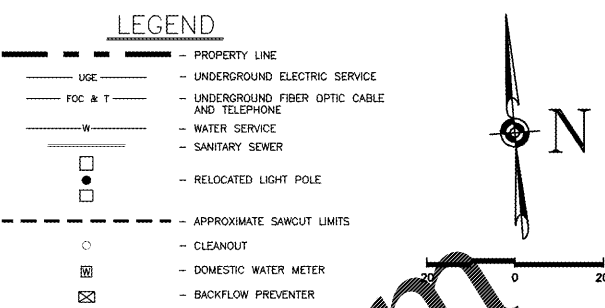 LEGEND
- PROPERTY LINE
UGE - UNDERGROUND ELECTRIC SERVICE
FOC & T - UNDERGROUND FIBER OPTIC CABLE
AND TELEPHONE
W - WATER SERVICE
- SANITARY SEWER
- RELOCATED LIGHT POLE
- APPROXIMATE SAWCUT LIMITS
- CLEANOUT
W - DOMESTIC WATER METER
- BACKFLOW PREVENTER
N
20 0 20